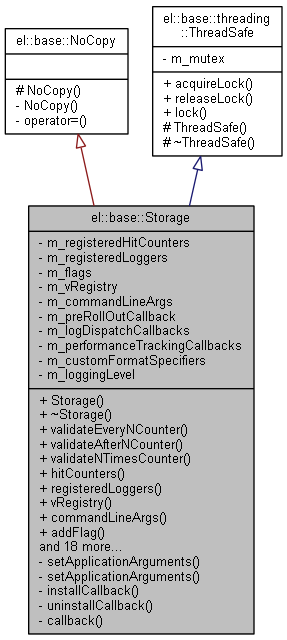 el::base::NoCopy
# NoCopy()
- NoCopy()
- operator=()
el::base::threading
::ThreadSafe
- m_mutex
+ acquireLock()
+ releaseLock()
+ lock()
# ThreadSafe()
# ~ThreadSafe()
el::base::Storage
- m_registeredHitCounters
- m_registeredLoggers
- m_flags
- m_vRegistry
- m_commandLineArgs
- m_preRollOutCallback
- m_logDispatchCallbacks
- m_performanceTrackingCallbacks
- m_customFormatSpecifiers
- m_loggingLevel
+ Storage()
+ ~Storage()
+ validateEveryNCounter()
+ validateAfterNCounter()
+ validateNTimesCounter()
+ hitCounters()
+ registeredLoggers()
+ vRegistry()
+ commandLineArgs()
+ addFlag()
and 18 more...
- setApplicationArguments()
- setApplicationArguments()
- installCallback()
- uninstallCallback()
- callback()